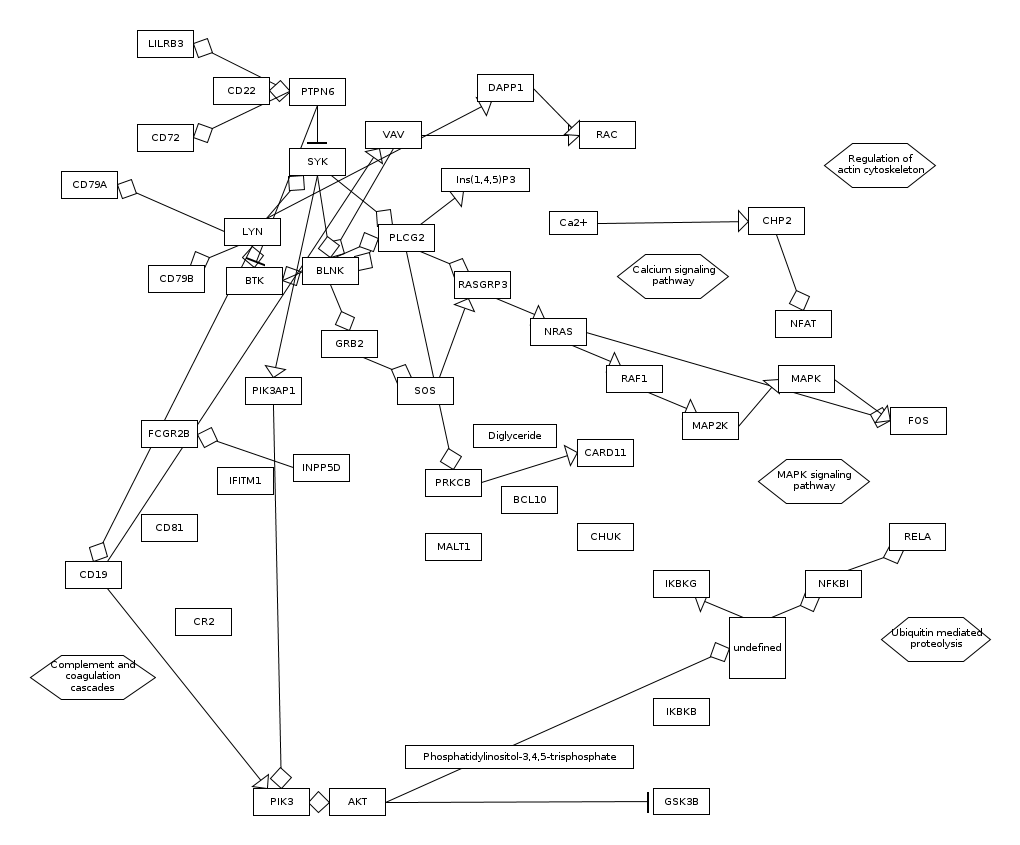 LILRB3
CD22
PTPN6
DAPP1
CD72
VAV
RAC
SYK
Regulation of
actin cytoskeleton
CD79A
Ins(1,4,5)P3
LYN
PLCG2
Ca2+
CHP2
CD79B
BTK
BLNK
RASGRP3
Calcium signaling
pathway
NFAT
GRB2
NRAS
PIK3AP1
SOS
RAF1
MAPK
FCGR2B
MAP2K
FOS
Diglyceride
CARD11
INPP5D
IFITM1
PRKCB
MAPK signaling
pathway
BCL10
CD81
MALT1
CHUK
RELA
CD19
IKBKG
NFKBI
CR2
undefined
Ubiquitin mediated
proteolysis
Complement and
coagulation
cascades
IKBKB
Phosphatidylinositol-3,4,5-trisphosphate
PIK3
AKT
GSK3B